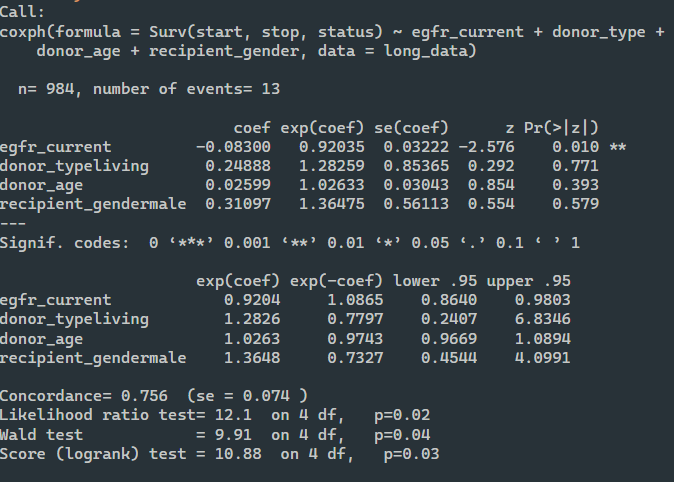 Call:
coxph(formula = Surv(start, stop, status) ~ egfr_current + donor_type +
    donor_age + recipient_gender, data = long_data)
  n= 984, number of events= 13
                         coef exp(coef) se(coef)      z Pr(>|z|)
egfr_current         -0.08300   0.92035  0.03222 -2.576    0.010 **
donor_typeliving      0.24888   1.28259  0.85365  0.292    0.771
donor_age             0.02599   1.02633  0.03043  0.854    0.393
recipient_gendermale  0.31097   1.36475  0.56113  0.554    0.579
---
Signif. codes:  0 ‘***’ 0.001 ‘**’ 0.01 ‘*’ 0.05 ‘.’ 0.1 ‘ ’ 1
                     exp(coef) exp(-coef) lower .95 upper .95
egfr_current            0.9204     1.0865    0.8640    0.9803
donor_typeliving        1.2826     0.7797    0.2407    6.8346
donor_age               1.0263     0.9743    0.9669    1.0894
recipient_gendermale    1.3648     0.7327    0.4544    4.0991
Concordance= 0.756  (se = 0.074 )
Likelihood ratio test= 12.1  on 4 df,   p=0.02
Wald test            = 9.91  on 4 df,   p=0.04
Score (logrank) test = 10.88  on 4 df,   p=0.03